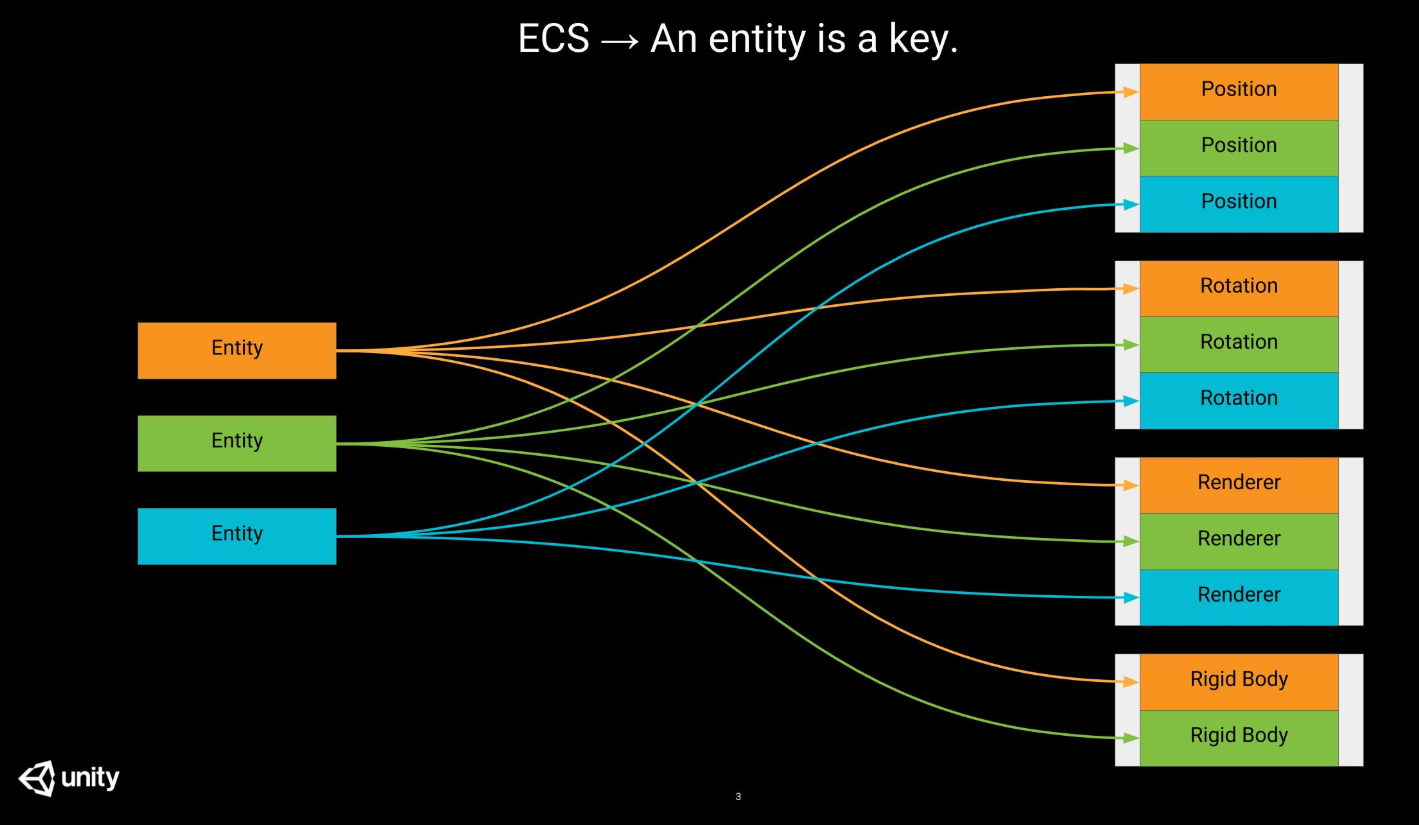 ECS → An entity is a key.
Entity
Entity
Entity
Position
Position
Position
Rotation
Rotation
Rotation
Renderer
Renderer
Renderer
Rigid Body
Rigid Body
unity
3